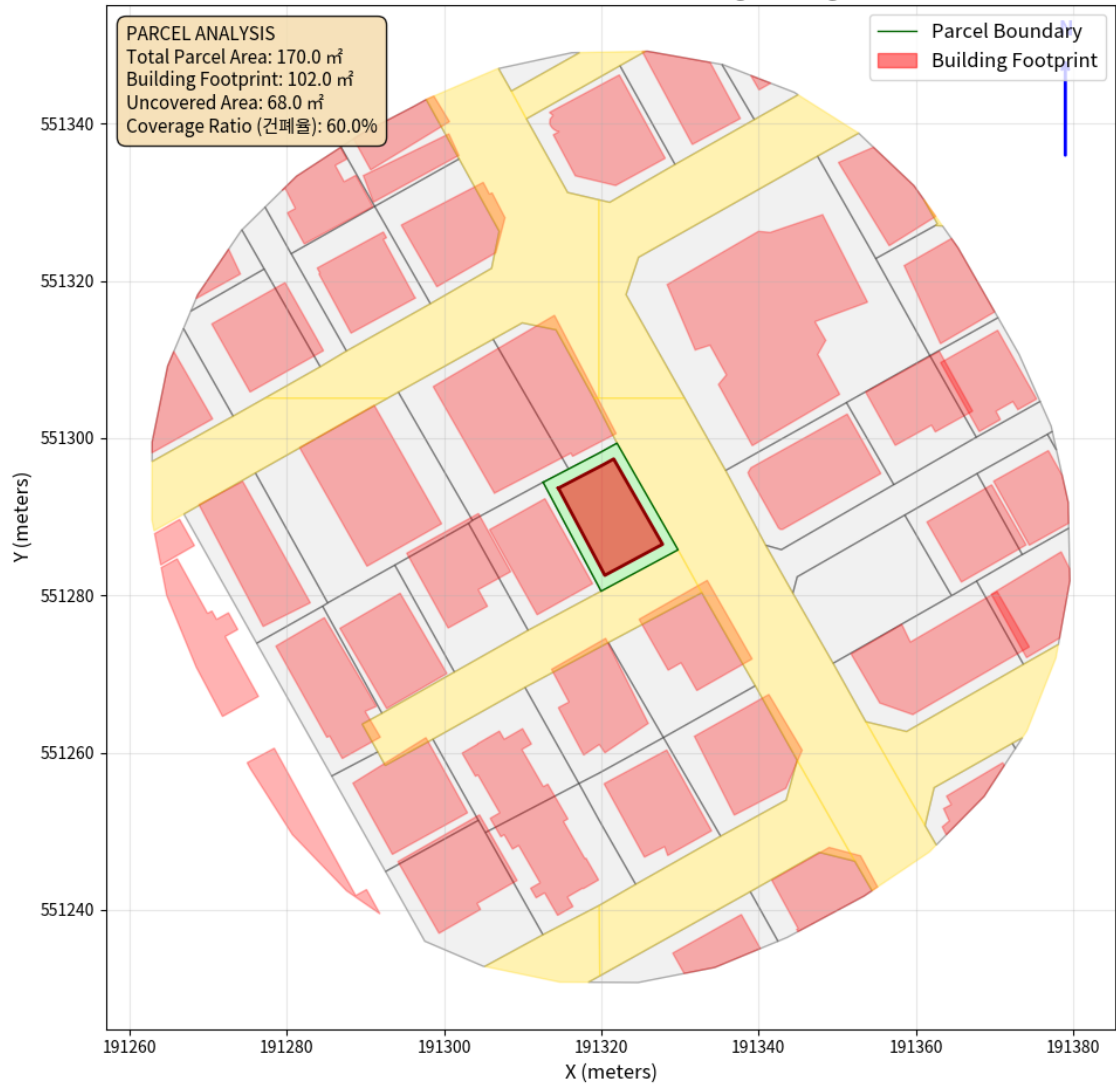 PARCEL ANALYSIS
Total Parcel Area: 170.0 ㎡
Building Footprint: 102.0 ㎡
Uncovered Area: 68.0 ㎡
Coverage Ratio (건폐율): 60.0%
N
Parcel Boundary
Building Footprint
551340
551320
551300
551280
551260
551240
Y (meters)
191260
191280
191300
191320
191340
191360
191380
X (meters)